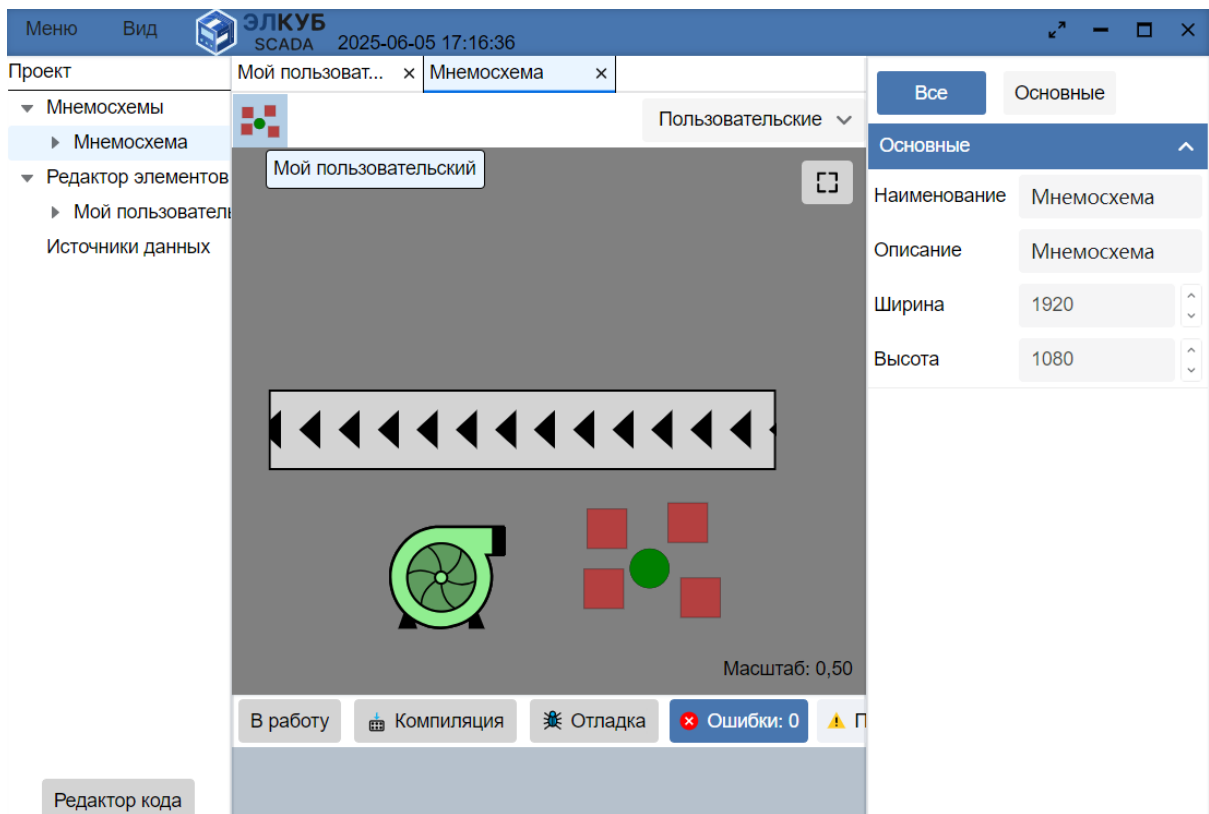 Меню Вид ЭЛКУБ
SCADA 2025-06-05 17:16:36
Проект
Мнемосхемы
Мнемосхема
Редактор элементов
Мой пользовател
Источники данных
Редактор кода
Мой пользоват... Мнемосхема
Пользовательские
Мой пользовательский
Масштаб: 0,50
В работу Компиляция Отладка Ошибки: 0 П
Все Основные
Основные
Наименование Мнемосхема
Описание Мнемосхема
Ширина 1920
Высота 1080